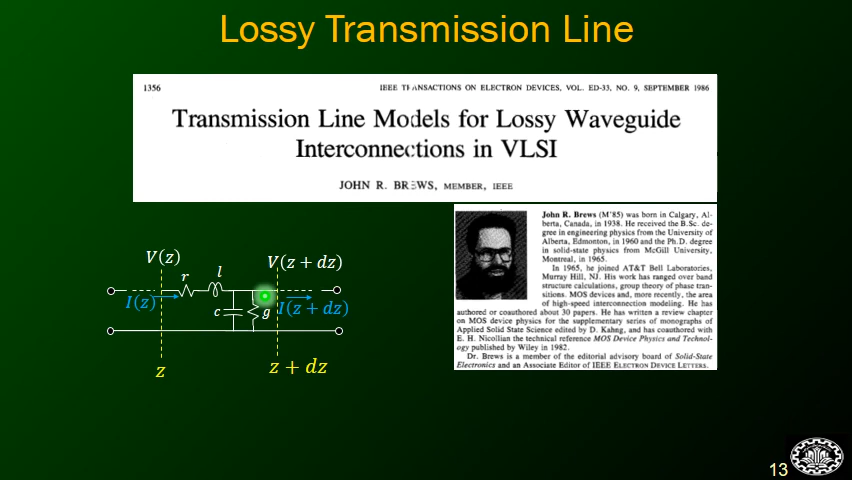 Lossy Transmission Line
1356
IEEE TRANSACTIONS ON ELECTRON DEVICES, VOL. ED-33, NO. 9, SEPTEMBER 1986
Transmission Line Models for Lossy Waveguide
Interconnections in VLSI
JOHN R. BREWS, MEMBER, IEEE
John R. Brews (M'85) was born in Calgary, Al-
berta, Canada, in 1938. He received the B.Sc. de-
gree in engineering physics from the University of
Alberta, Edmonton, in 1960 and the Ph.D. degree
in solid-state physics from McGill University,
Montreal, in 1965.
In 1965, he joined AT&T Bell Laboratories,
Murray Hill, NJ. His work has ranged over band
structure calculations, group theory of phase tran-
sitions. MOS devices and, more recently, the area
of high-speed interconnection modeling. He has
authored or coauthored about 30 papers. He has written a review chapter
on MOS device physics for the supplementary series of monographs of
Applied Solid State Science edited by D. Kahng, and has coauthored with
E. H. Nicollian the technical reference MOS Device Physics and Technol-
ogy published by Wiley in 1982.
Dr. Brews is a member of the editorial advisory board of Solid-State
Electronics and an Associate Editor of IEEE ELECTRON DEVICE LETTERS.
V(z)
r
l
V(z + dz)
I(z)
c
g
I(z + dz)
z
z + dz
13